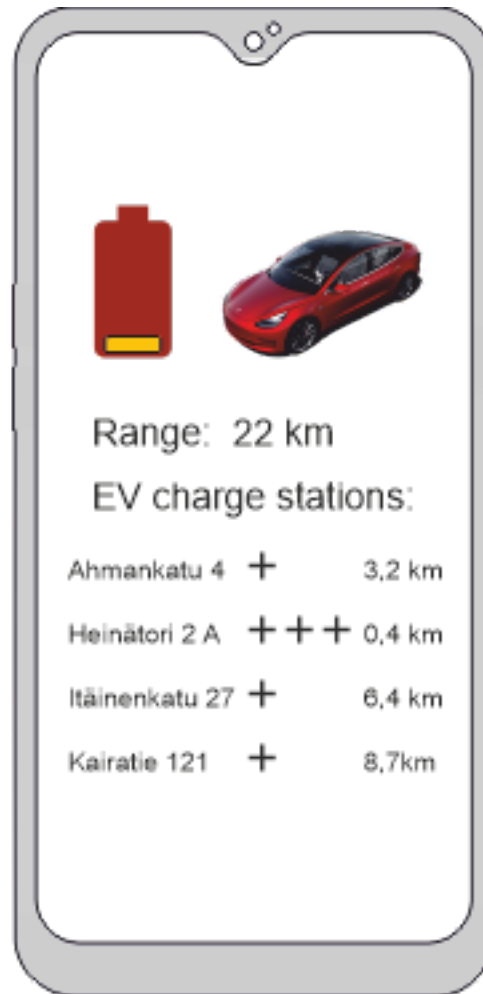 Range: 22 km
EV charge stations:
Ahmankatu 4 + 3,2 km
Heinätori 2 A + + + 0,4 km
Itäinenkatu 27 + 6,4 km
Kairatie 121 + 8,7km